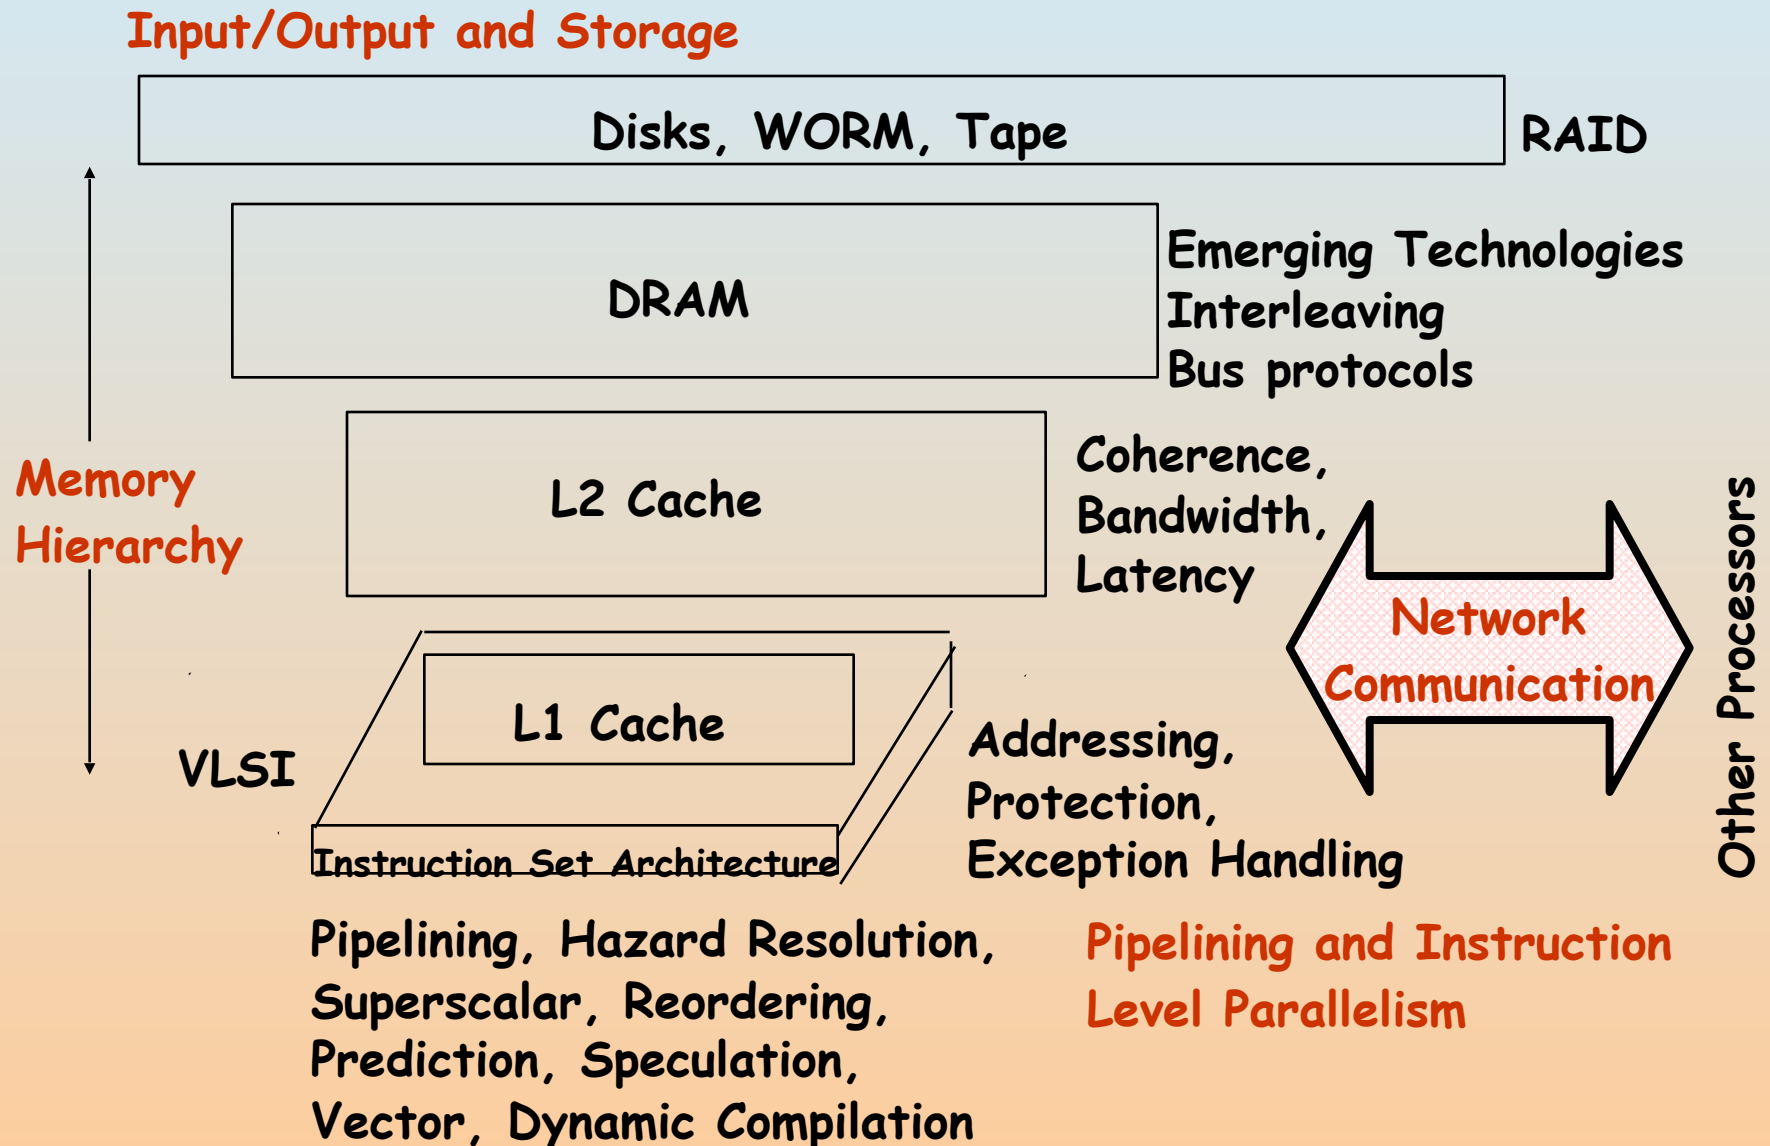 Input/Output and Storage
Disks, WORM, Tape
RAID
DRAM
Emerging Technologies
Interleaving
Bus protocols
Memory
Hierarchy
L2 Cache
Coherence,
Bandwidth,
Latency
Network
Communication
Other Processors
L1 Cache
VLSI
Addressing,
Protection,
Exception Handling
Instruction Set Architecture
Pipelining, Hazard Resolution,
Superscalar, Reordering,
Prediction, Speculation,
Vector, Dynamic Compilation
Pipelining and Instruction
Level Parallelism